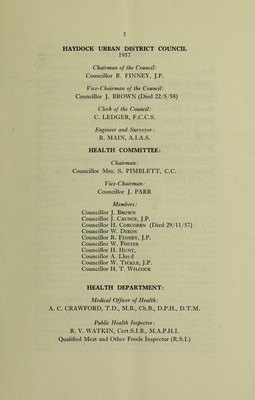 3
HAYDOCK URBAN DISTRICT COUNCIL
1957
Chairman of the Council:
Councillor R. FINNEY, J.P.
Vice-Chairman of the Council:
Councillor J. BROWN (Died 22/5/58)
Clerk of the Council:
C. LEDGER, F.C.C.S.
Engineer and Surveyor:
R. MAIN, A.I.A.S.
HEALTH COMMITTEE:
Chairman:
Councillor Mrs. S. PIMBLETT, C.C.
Vice-Chairman:
Councillor J. PARR
Members:
Councillor J. BROWN
Councillor J. CAUNCE, J.P.
Councillor H. CORCORAN (Died 29/11/57)
Councillor W. DIXON
Councillor R. FINNEY, J.P.
Councillor W. FOSTER
Councillor H. HUNT,
Councillor A. Lloyd
Councillor W. TICKLE, J.P.
Councillor H. T. WILCOCK
HEALTH DEPARTMENT:
Medical Officer of Health:
A. C. CRAWFORD, T.D., M.B., Ch.B., D.P.H., D.T.M.
Public Health Inspector:
R. V. WATKIN, Cert.S.I.B., M.A.P.H.I.
Qualified Meat and Other Foods Inspector (R.S.I.)